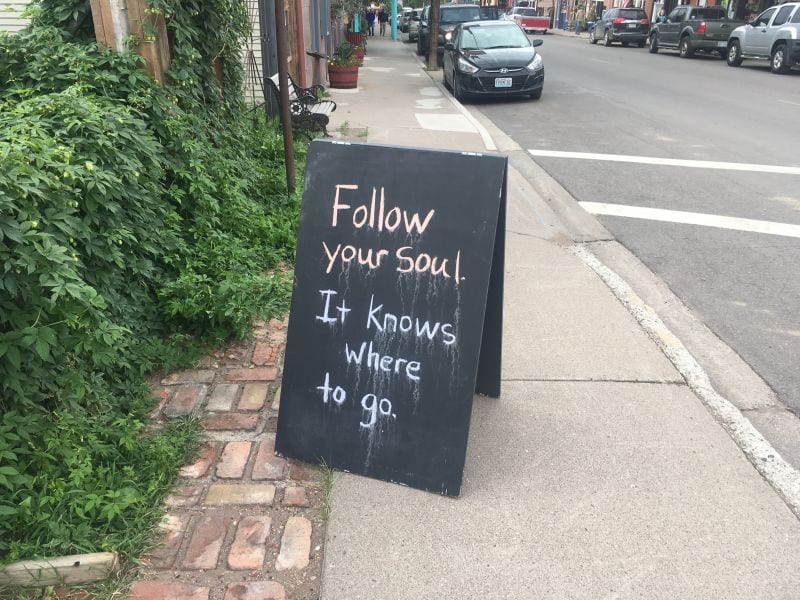 Follow
your soul.
It knows
where
to go.